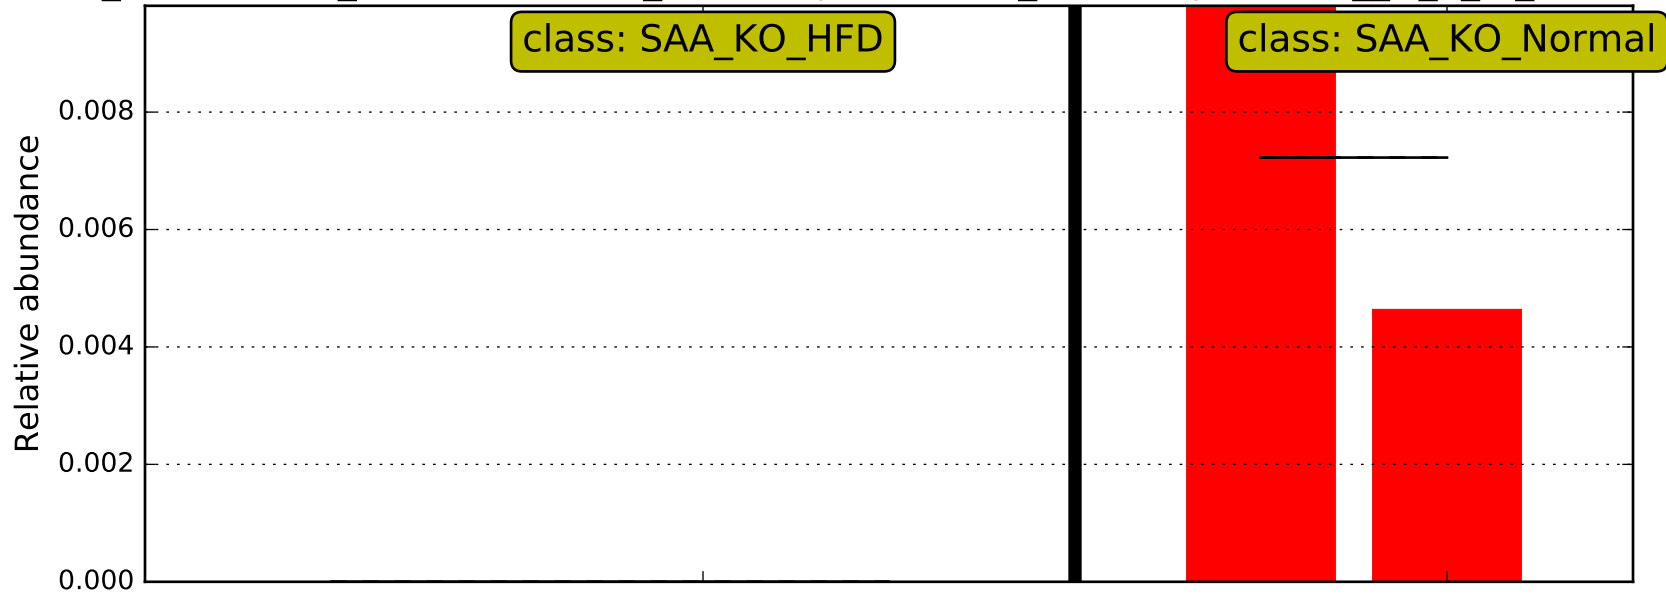 class: SAA_KO_HFD
class: SAA_KO_Normal
Relative abundance
0.008
0.006
0.004
0.002
0.000